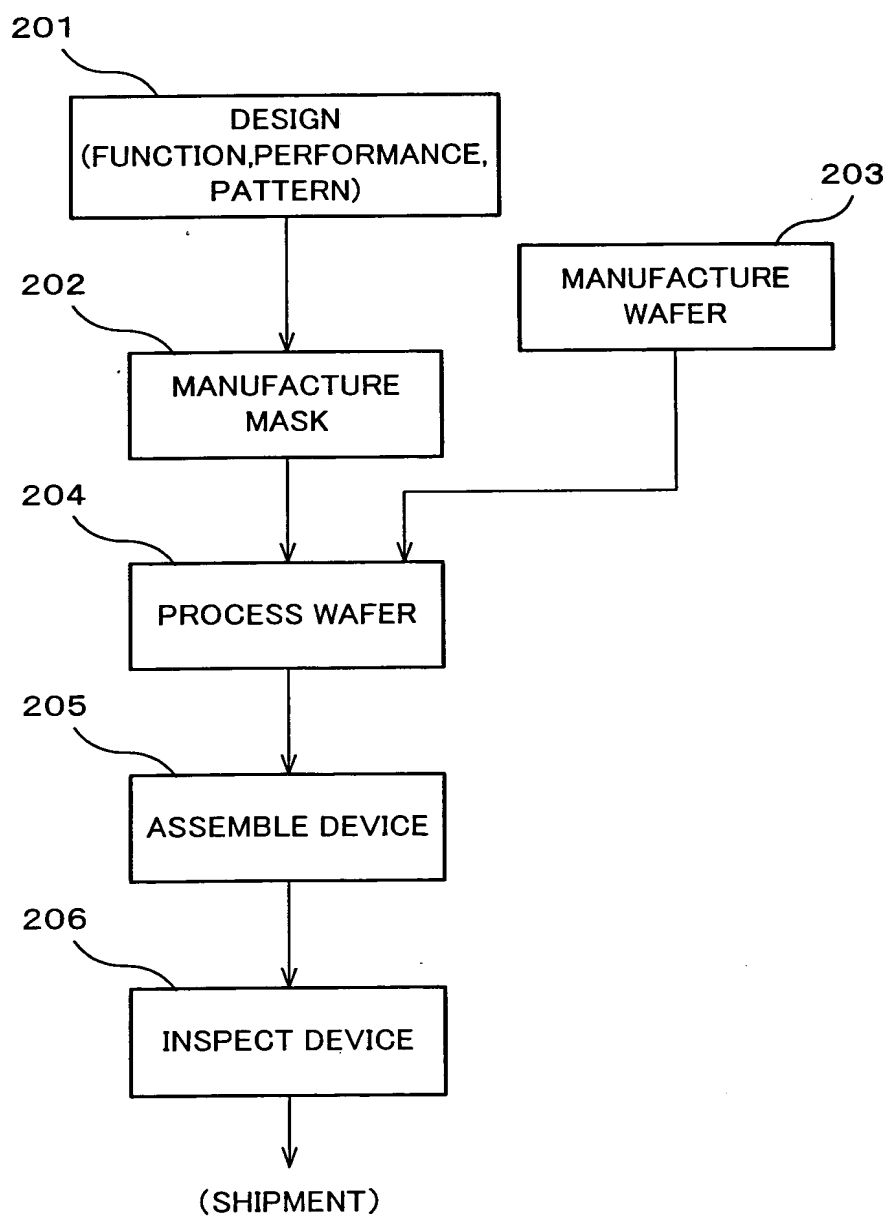 201
DESIGN
(FUNCTION,PERFORMANCE,
PATTERN)
203
MANUFACTURE
WAFER
202
MANUFACTURE
MASK
204
PROCESS WAFER
205
ASSEMBLE DEVICE
206
INSPECT DEVICE
(SHIPMENT)